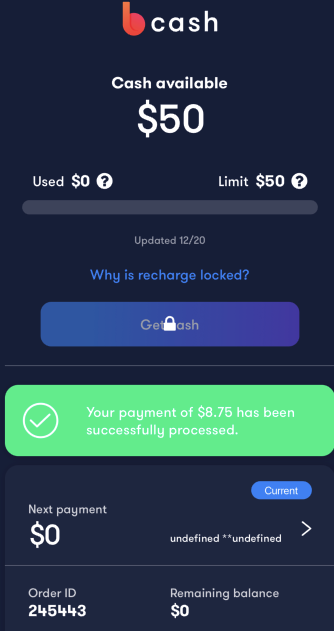 b cash
Cash available
$50
Used $0 ? Limit $50 ?
Updated 12/20
Why is recharge locked?
Get ash
Your payment of $8.75 has been
successfully processed.
Current
Next payment
$0 undefined **undefined
Order ID Remaining balance
245443 $0